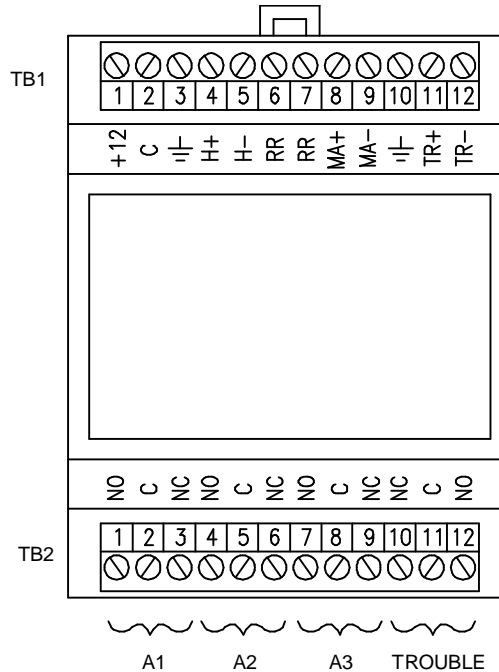 TB1
1 2 3 4 5 6 7 8 9 10 11 12
+12 C H+ H- RR RR MA+ MA- TR+ TR-
NO C NC NO C NC NO C NC NC C NO
TB2
1 2 3 4 5 6 7 8 9 10 11 12
A1 A2 A3 TROUBLE